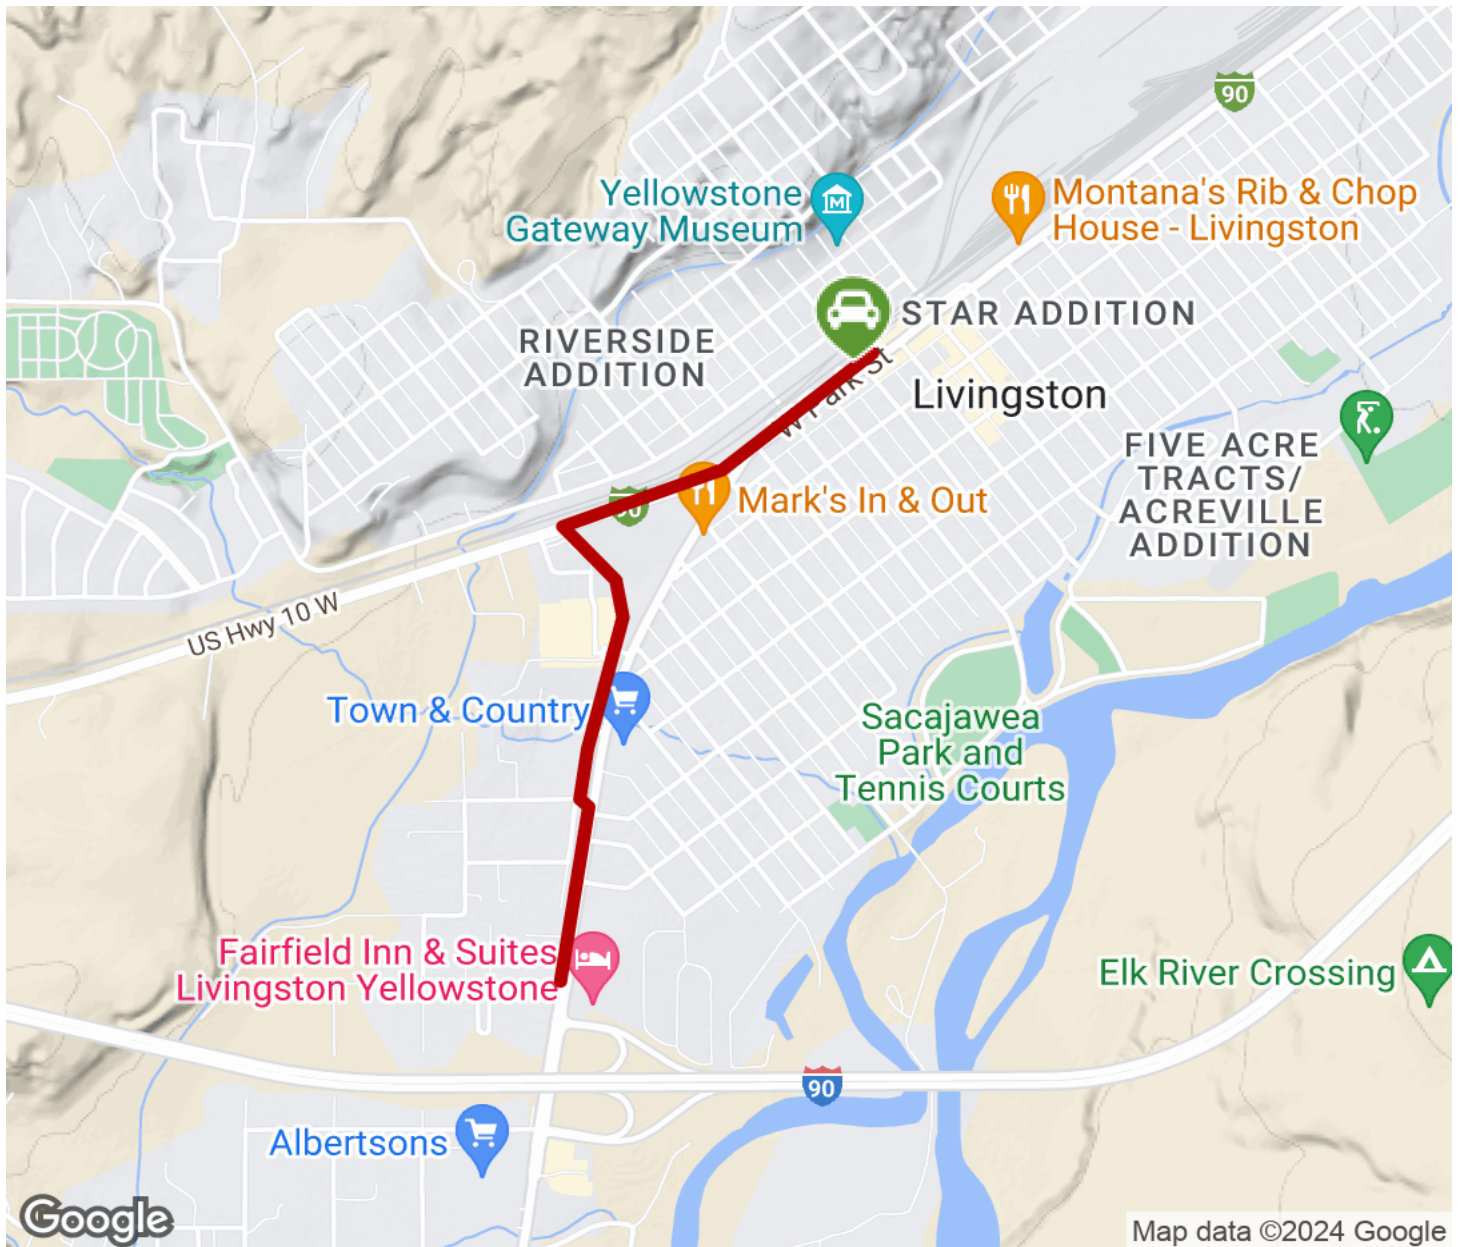 90
Yellowstone
Gateway Museum
Montana's Rib & Chop
House - Livingston
STAR ADDITION
RIVERSIDE
ADDITION
W Park St
Livingston
FIVE ACRE
TRACTS/
ACREVILLE
ADDITION
Mark's In & Out
US Hwy 10 W
Town & Country
Sacajawea
Park and
Tennis Courts
Fairfield Inn & Suites
Livingston Yellowstone
Elk River Crossing
90
Albertsons
Google
Map data ©2024 Google